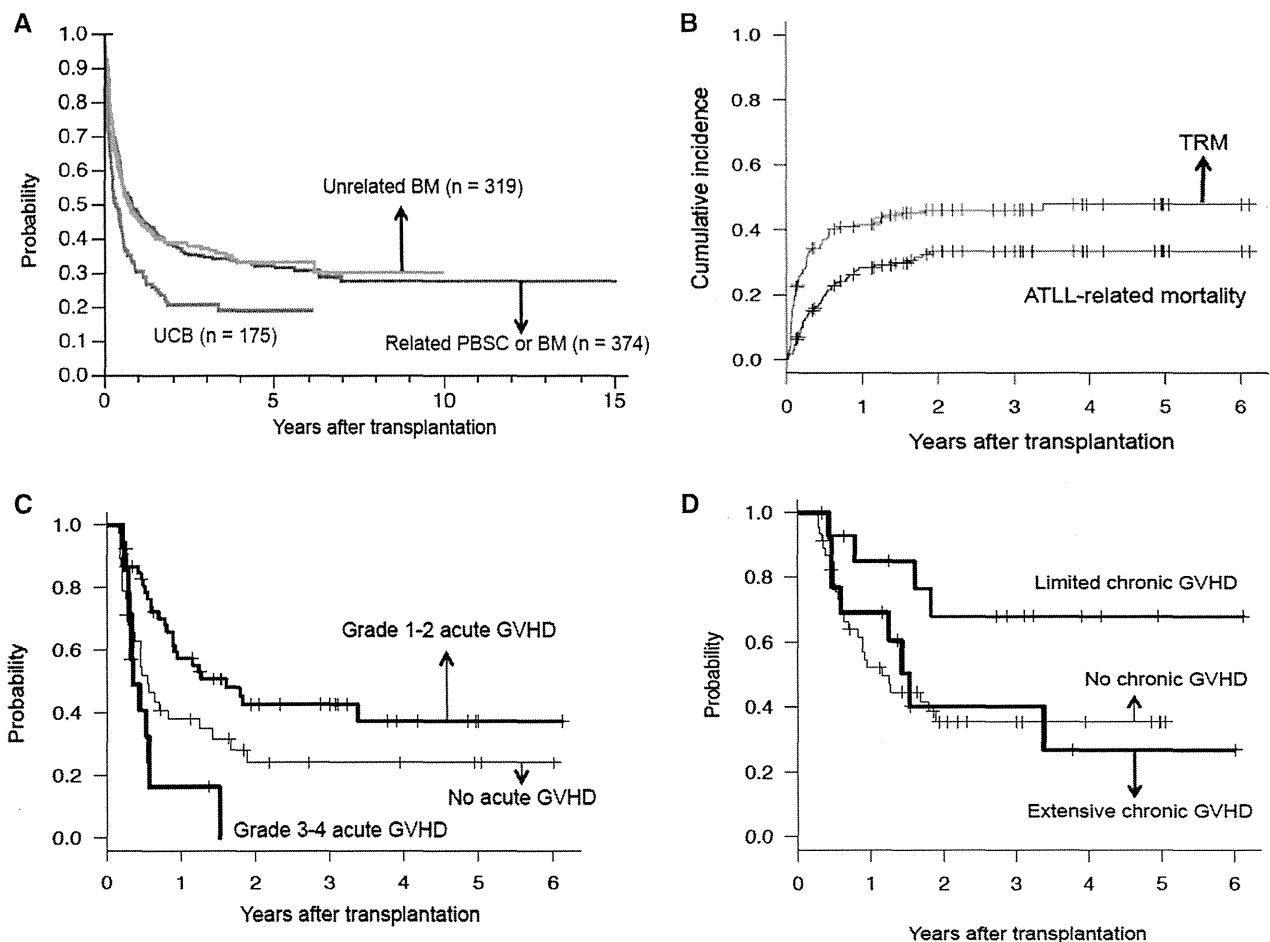 A
1.0
0.9
0.8
0.7
0.6
0.5
0.4
0.3
0.2
0.1
0.0
Probability
Unrelated BM (n = 319)
UCB (n = 175)
Related PBSC or BM (n = 374)
0 5 10 15
Years after transplantation
B
1.0
0.8
0.6
0.4
0.2
0.0
Cumulative incidence
TRM
ATLL-related mortality
0 1 2 3 4 5 6
Years after transplantation
C
1.0
0.8
0.6
0.4
0.2
0.0
Probability
Grade 1-2 acute GVHD
No acute GVHD
Grade 3-4 acute GVHD
0 1 2 3 4 5 6
Years after transplantation
D
1.0
0.8
0.6
0.4
0.2
0.0
Probability
Limited chronic GVHD
No chronic GVHD
Extensive chronic GVHD
0 1 2 3 4 5 6
Years after transplantation